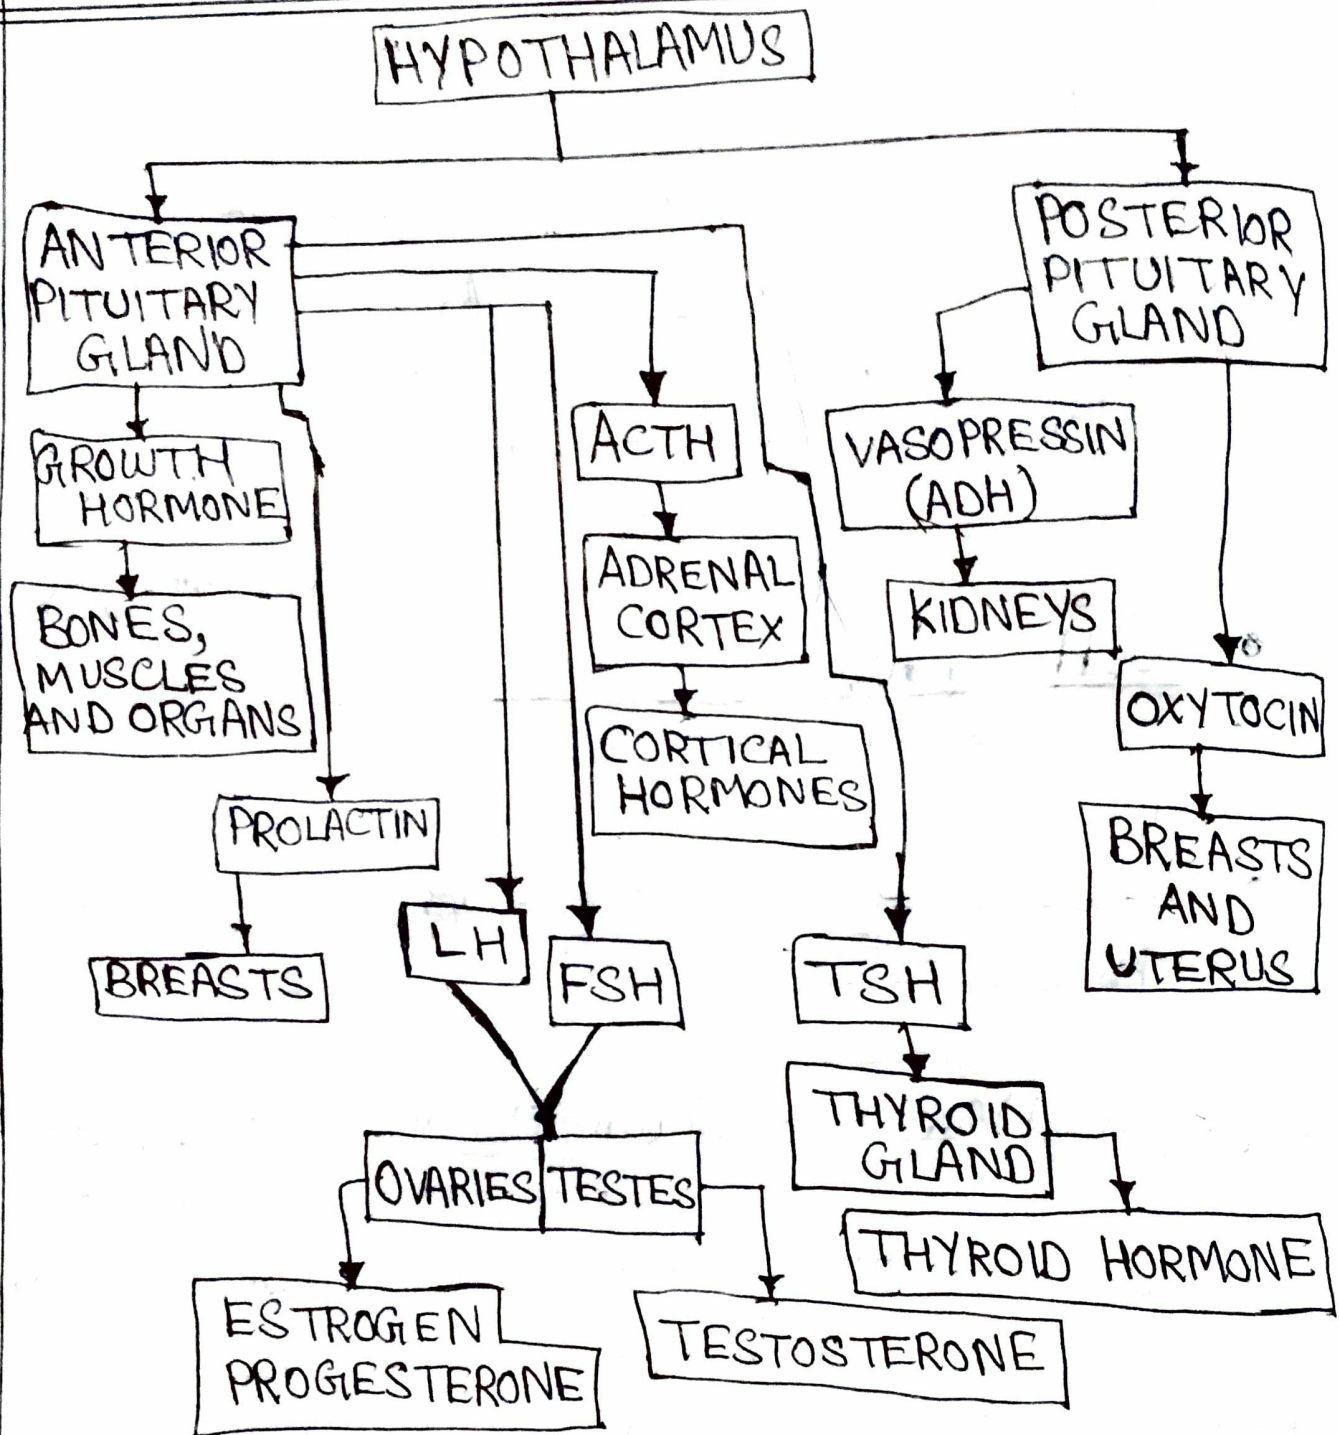 HYPOTHALAMUS
ANTERIOR
PITUITARY
GLAND
POSTERIOR
PITUITARY
GLAND
GROWTH
HORMONE
ACTH
VASOPRESSIN
(ADH)
BONES,
MUSCLES
AND ORGANS
ADRENAL
CORTEX
KIDNEYS
OXYTOCIN
CORTICAL
HORMONES
PROLACTIN
BREASTS
AND
UTERUS
BREASTS
LH
FSH
TSH
THYROID
GLAND
OVARIES
TESTES
THYROID HORMONE
ESTROGEN
PROGESTERONE
TESTOSTERONE